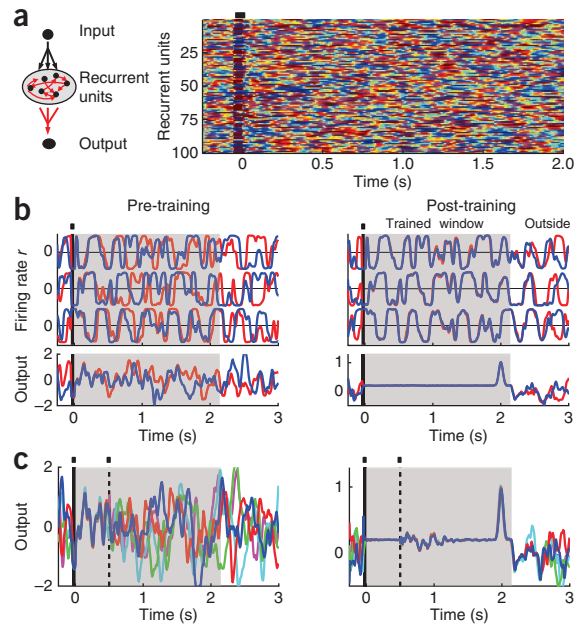 a
Input
Recurrent
units
Output
Recurrent units
25
50
75
100
0
0.5
1.0
1.5
2.0
Time (s)
b
Pre-training
Post-training
Trained window
Outside
Firing rate r
0
0
0
0
0
0
Output
2
−2
1
0
0
1
2
3
0
1
2
3
Time (s)
Time (s)
c
Output
2
0
−2
1
0
0
1
2
3
0
1
2
3
Time (s)
Time (s)